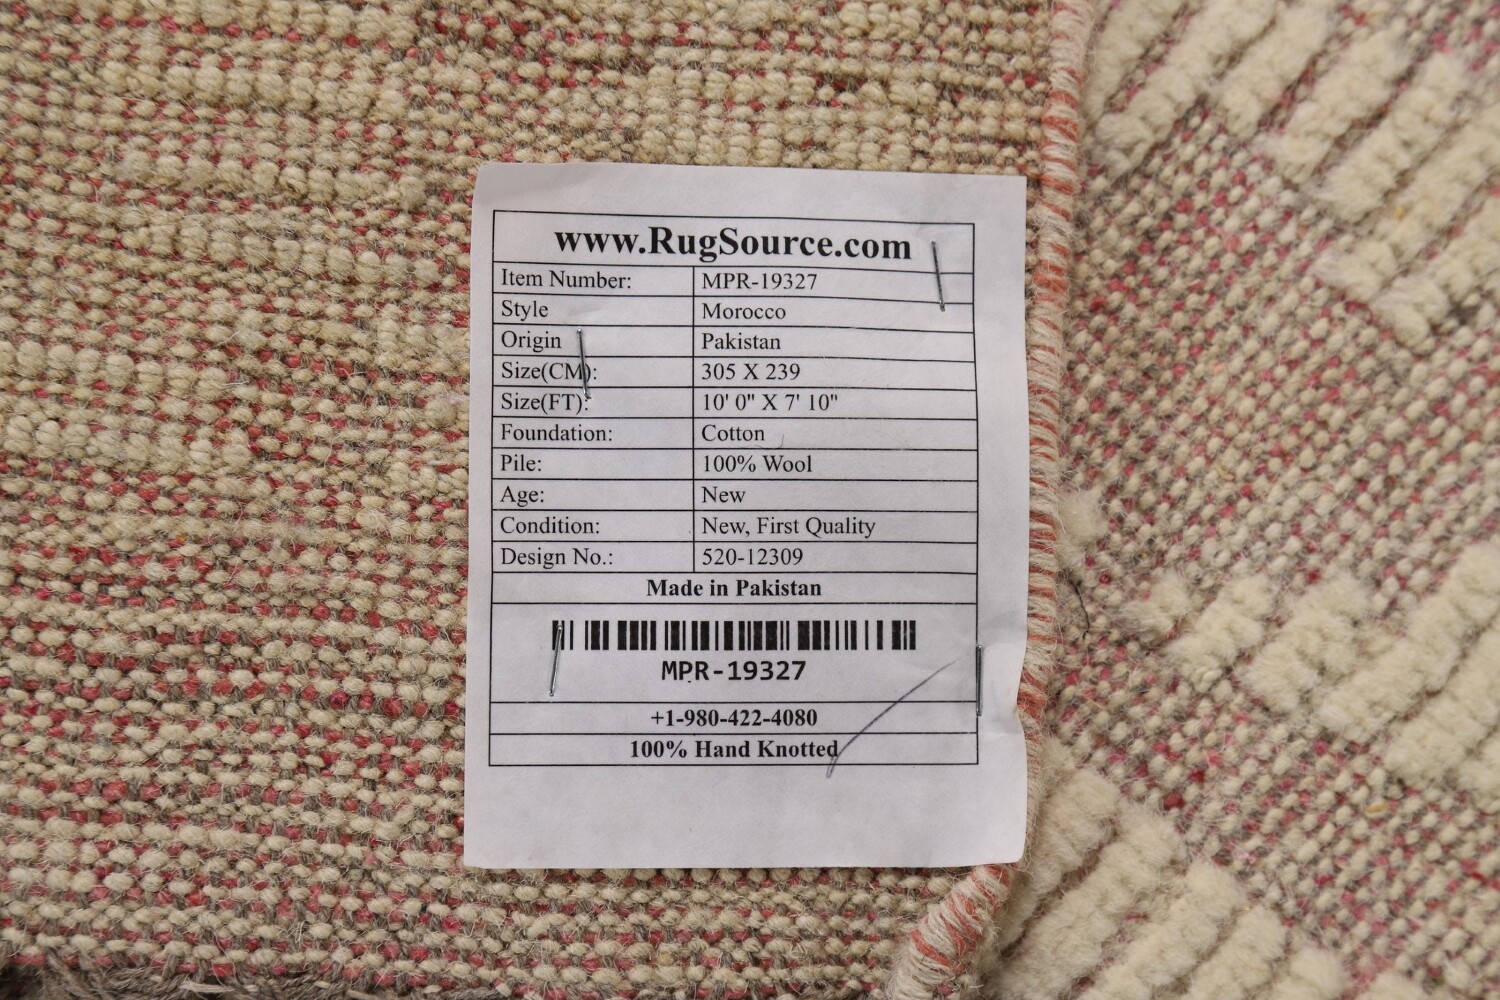 www.RugSource.com
Item Number: MPR-19327
Style Morocco
Origin Pakistan
Size(CM): 305 X 239
Size(FT): 10' 0" X 7' 10"
Foundation: Cotton
Pile: 100% Wool
Age: New
Condition: New, First Quality
Design No.: 520-12309
Made in Pakistan
MPR-19327
+1-980-422-4080
100% Hand Knotted